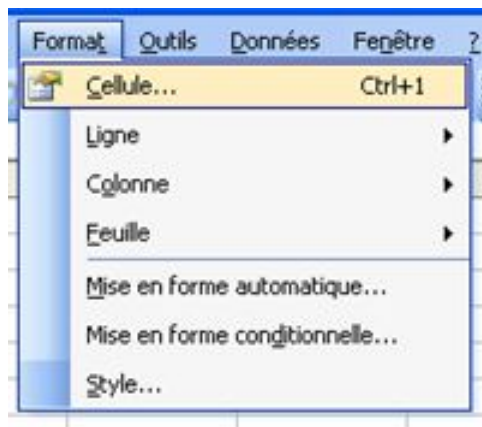 Format Outils Données Fenêtre ?
Cellule... Ctrl+1
Ligne
Colonne
Feuille
Mise en forme automatique...
Mise en forme conditionnelle...
Style...